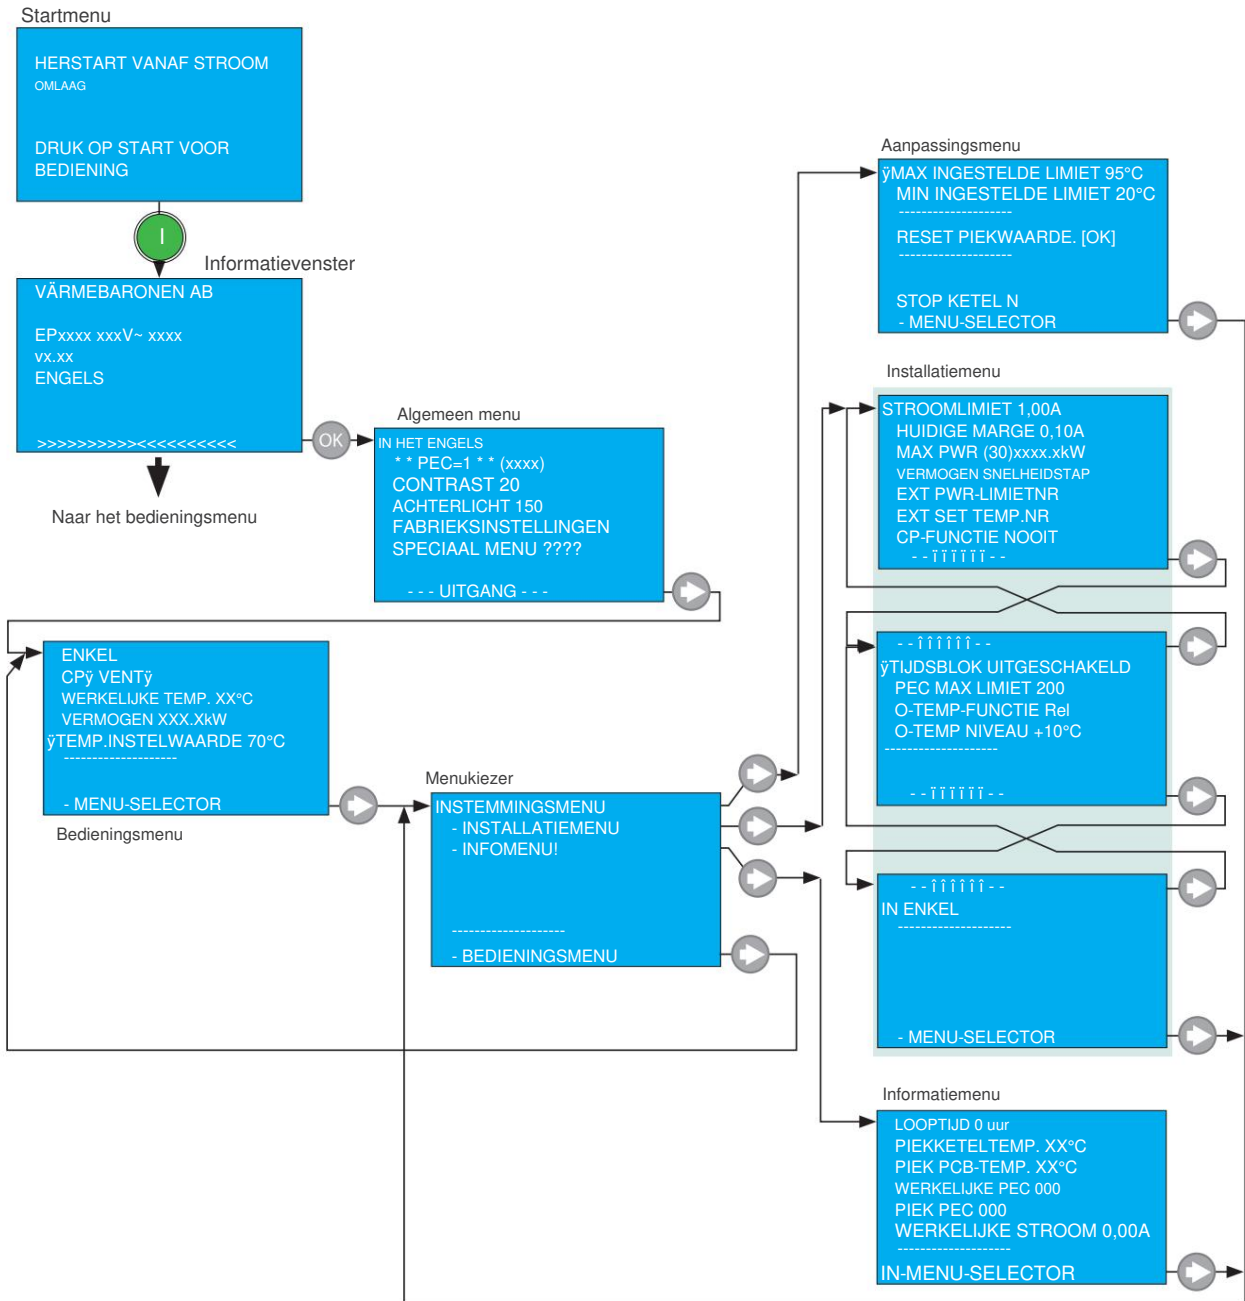 Startmenu
HERSTART VANAF STROOM
OMLAAG
DRUK OP START VOOR
BEDIENING
I
Informatievenster
VÄRMEBARONEN AB
EPxxxx xxxV~ xxxx
vx.xx
ENGELS
>>>>>>>>>><<<<<<<<<<
OK
Naar het bedieningsmenu
Algemeen menu
IN HET ENGELS
* * PEC=1 * * (xxxx)
CONTRAST 20
ACHTERLICHT 150
FABRIEKSINSTELLINGEN
SPECIAAL MENU ????
- - - UITGANG - - -
ENKEL
CPÿ VENTÿ
WERKELIJKE TEMP. XX°C
VERMOGEN XXX.XkW
ÿTEMP.INSTELWAARDE 70°C
--------------------
- MENU-SELECTOR
Bedieningsmenu
Menukiezer
INSTEMMINGSMENU
- INSTALLATIEMENU
- INFOMENU!
--------------------
- BEDIENINGSMENU
Aanpassingsmenu
ÿMAX INGESTELDE LIMIET 95°C
MIN INGESTELDE LIMIET 20°C
--------------------
RESET PIEKWAARDE. [OK]
--------------------
STOP KETEL N
- MENU-SELECTOR
Installatiemenu
STROOMLIMIET 1,00A
HUIDIGE MARGE 0,10A
MAX PWR (30)xxxx.xkW
VERMOGEN SNELHEIDSTAP
EXT PWR-LIMIETNR
EXT SET TEMP.NR
CP-FUNCTIE NOOIT
- - ïïïïïï - -
- - îîîîîî - -
ÿTIJDSBLOK UITGESCHAKELD
PEC MAX LIMIET 200
O-TEMP-FUNCTIE Rel
O-TEMP NIVEAU +10°C
--------------------
- - ïïïïïï - -
- - îîîîîî - -
IN ENKEL
--------------------
- MENU-SELECTOR
Informatiemenu
LOOPTIJD 0 uur
PIEKKETELTEMP. XX°C
PIEK PCB-TEMP. XX°C
WERKELIJKE PEC 000
PIEK PEC 000
WERKELIJKE STROOM 0,00A
--------------------
IN-MENU-SELECTOR